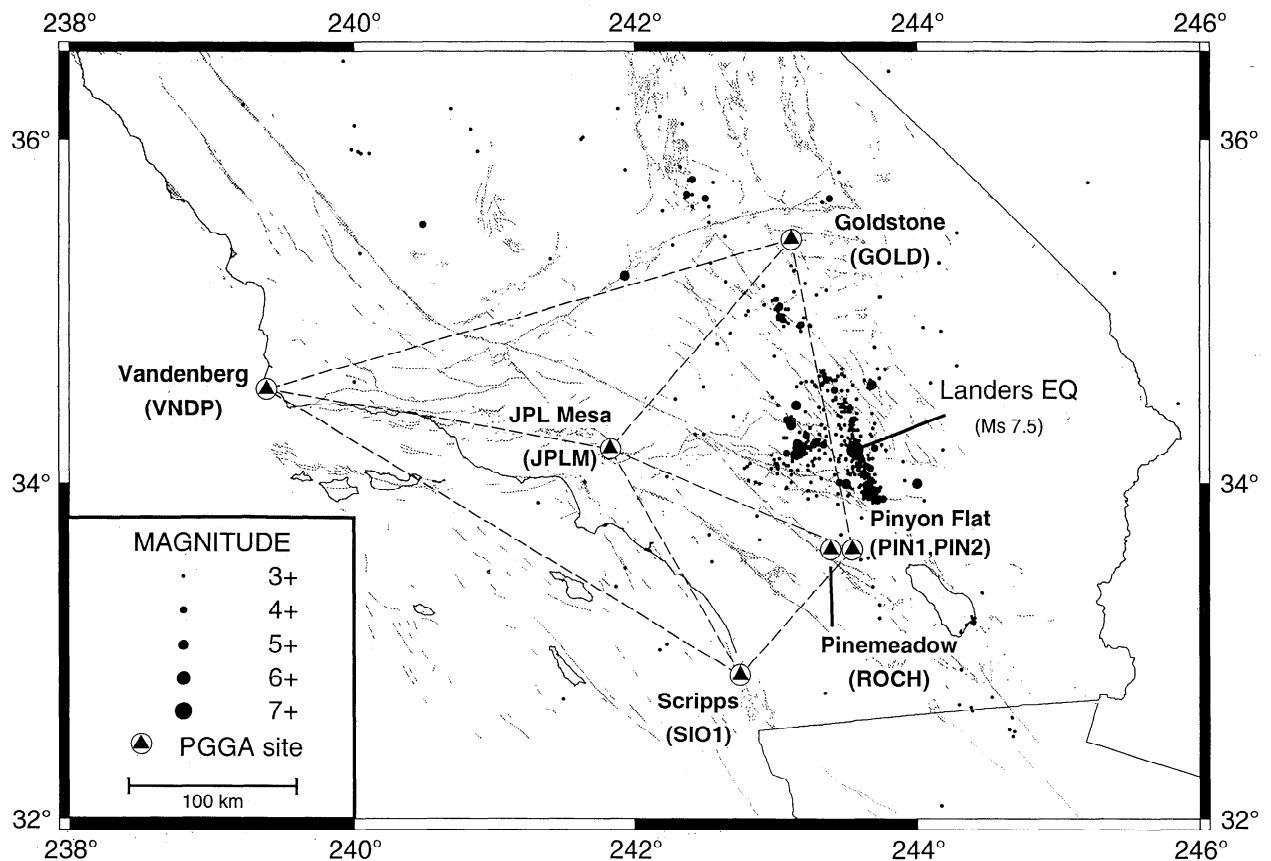 238° 240° 242° 244° 246°
36° 36°
Goldstone
(GOLD)
Vandenberg
(VNDP)
JPL Mesa
(JPLM)
Landers EQ
(Ms 7.5)
34° 34°
Pinyon Flat
(PIN1,PIN2)
MAGNITUDE
3+
4+
5+
6+
7+
PGGA site
100 km
Pinemeadow
(ROCH)
Scripps
(SIO1)
32° 32°
238° 240° 242° 244° 246°